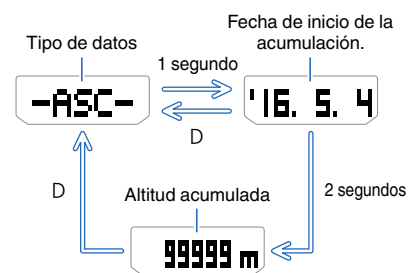 Tipo de datos
Fecha de inicio de la
acumulación.
1 segundo
-ASC-
'16. 5. 4
D
D
Altitud acumulada
2 segundos
99999 m